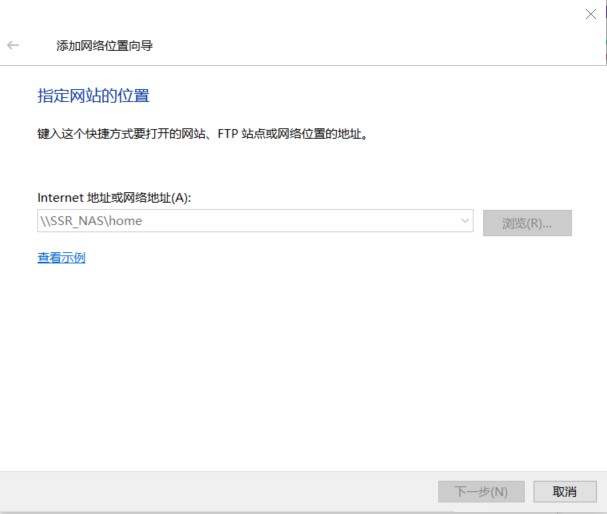 添加网络位置向导
指定网站的位置
键入这个快捷方式要打开的网站、FTP 站点或网络位置的地址。
Internet 地址或网络地址(A):
\\SSR_NAS\home
浏览(R)...
查看示例
下一步(N)
取消